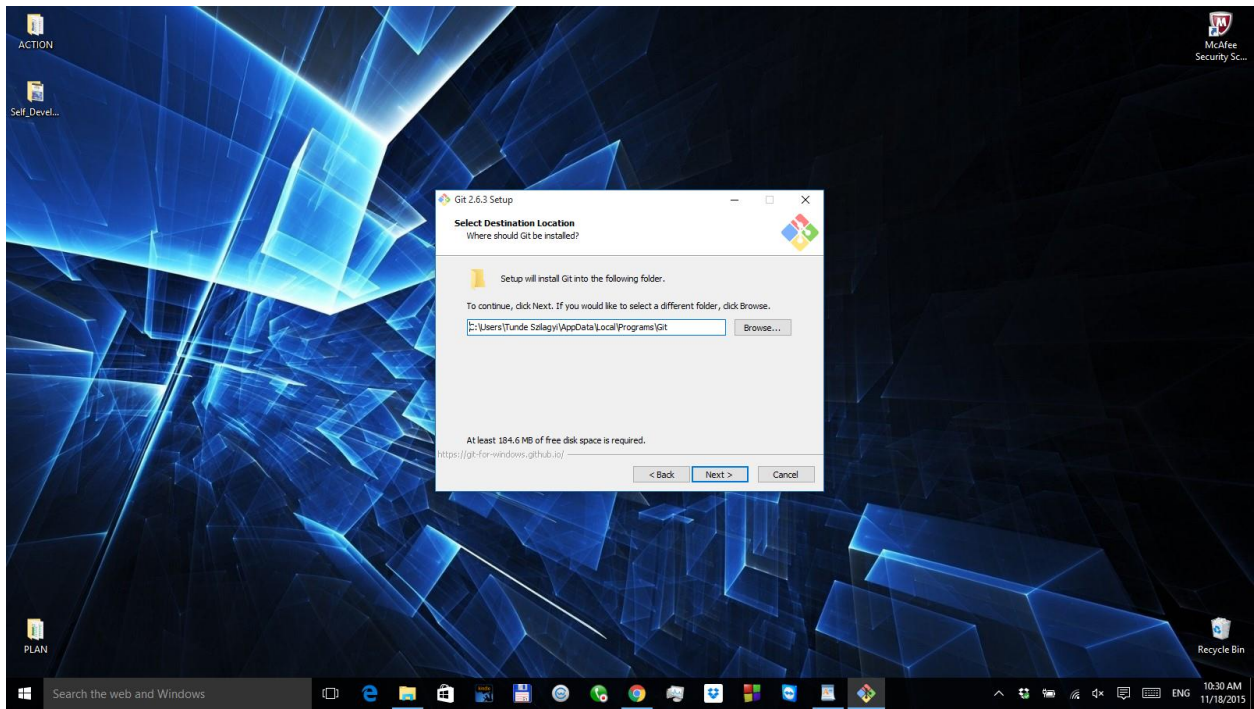 ACTION
Self_Devel...
McAfee
Security Sc...
Git 2.6.3 Setup
Select Destination Location
Where should Git be installed?
Setup will install Git into the following folder.
To continue, click Next. If you would like to select a different folder, click Browse.
C:\Users\Tunde Szilagyi\AppData\Local\Programs\Git
Browse...
At least 184.6 MB of free disk space is required.
https://git-for-windows.github.io/
< Back
Next >
Cancel
PLAN
Recycle Bin
Search the web and Windows
ENG
10:30 AM
11/18/2015